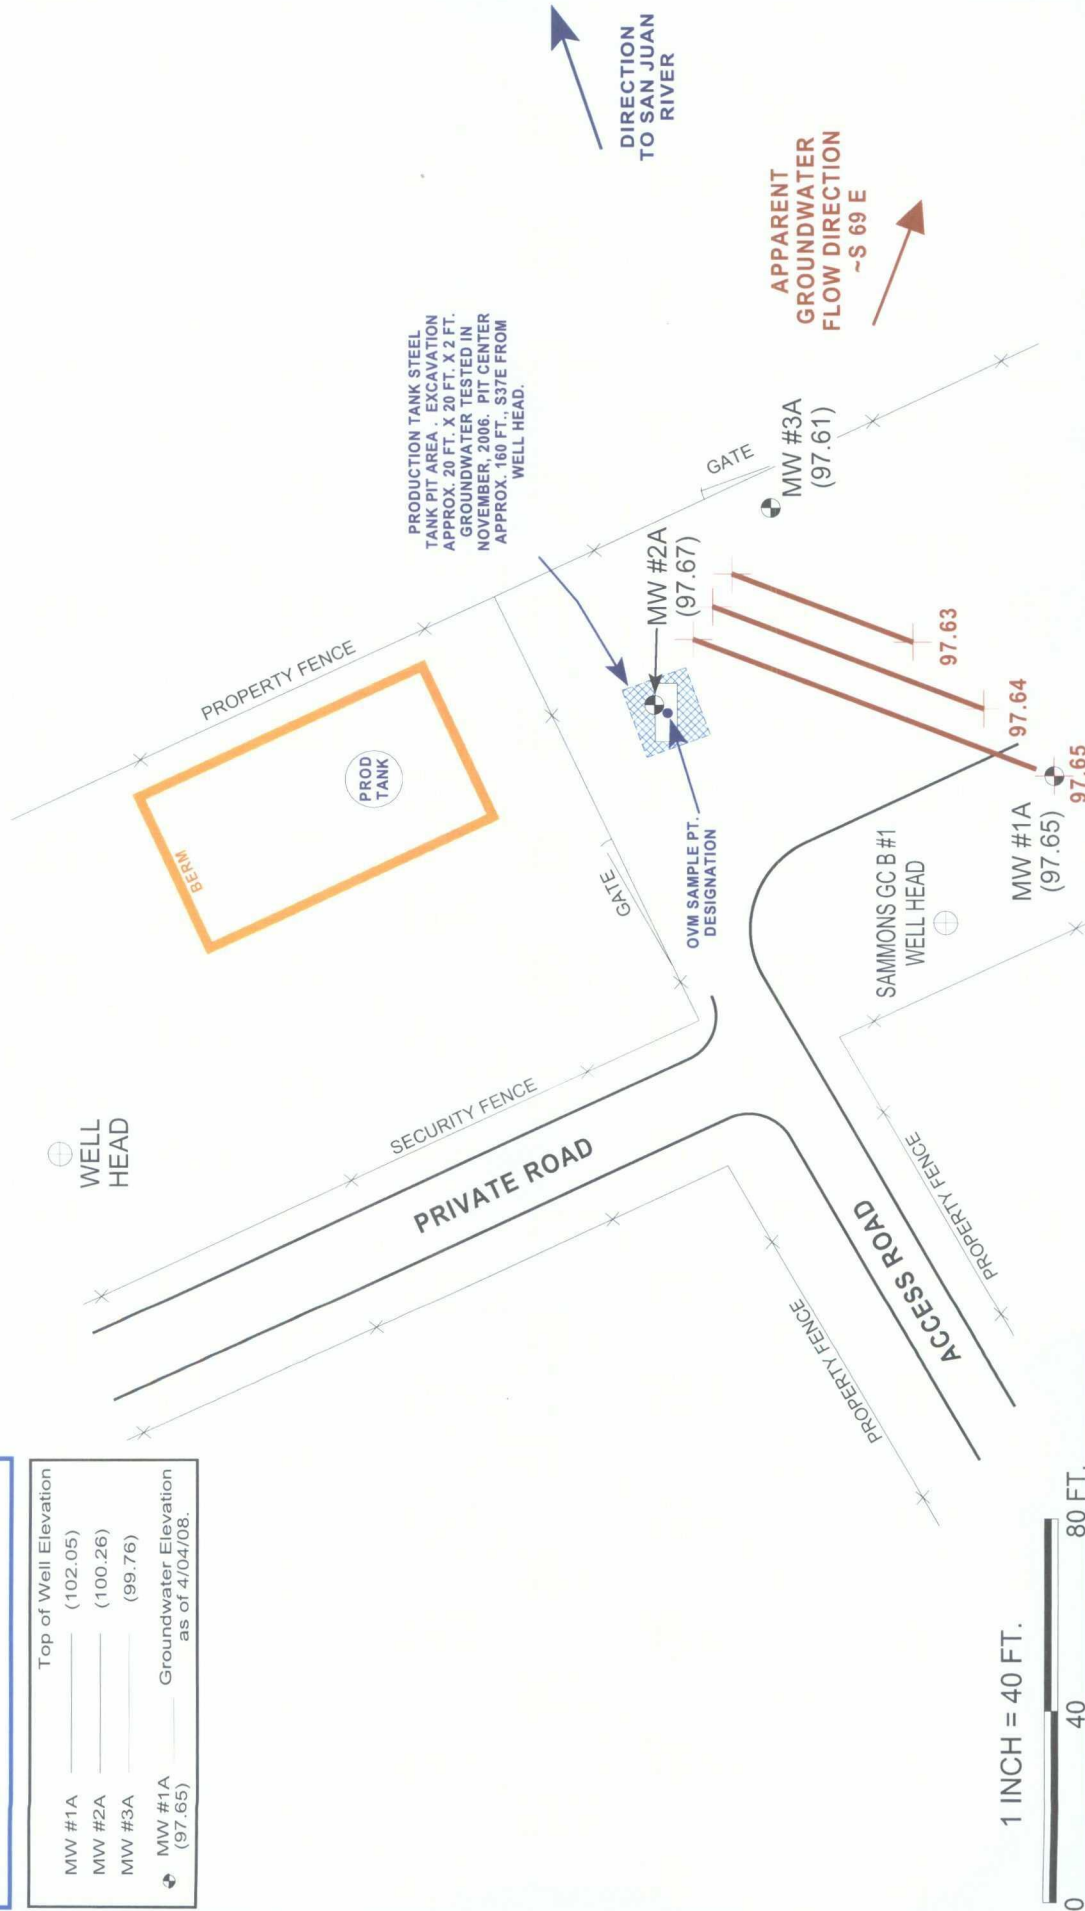 Top of Well Elevation
MW #1A (102.05)
MW #2A (100.26)
MW #3A (99.76)
MW #1A
(97.65)
Groundwater Elevation
as of 4/04/08.
WELL
HEAD
BERM
PROD
TANK
PROPERTY FENCE
SECURITY FENCE
PRIVATE ROAD
GATE
PRODUCTION TANK STEEL
TANK PIT AREA . EXCAVATION
APPROX. 20 FT. X 20 FT. X 2 FT.
GROUNDWATER TESTED IN
NOVEMBER, 2006. PIT CENTER
APPROX. 160 FT., S37E FROM
WELL HEAD.
DIRECTION
TO SAN JUAN
RIVER
APPARENT
GROUNDWATER
FLOW DIRECTION
~S 69 E
OVM SAMPLE PT.
DESIGNATION
MW #2A
(97.67)
GATE
MW #3A
(97.61)
97.63
97.64
97.65
MW #1A
(97.65)
SAMMONS GC B #1
WELL HEAD
PROPERTY FENCE
ACCESS ROAD
PROPERTY FENCE
1 INCH = 40 FT.
0 40 80 FT.